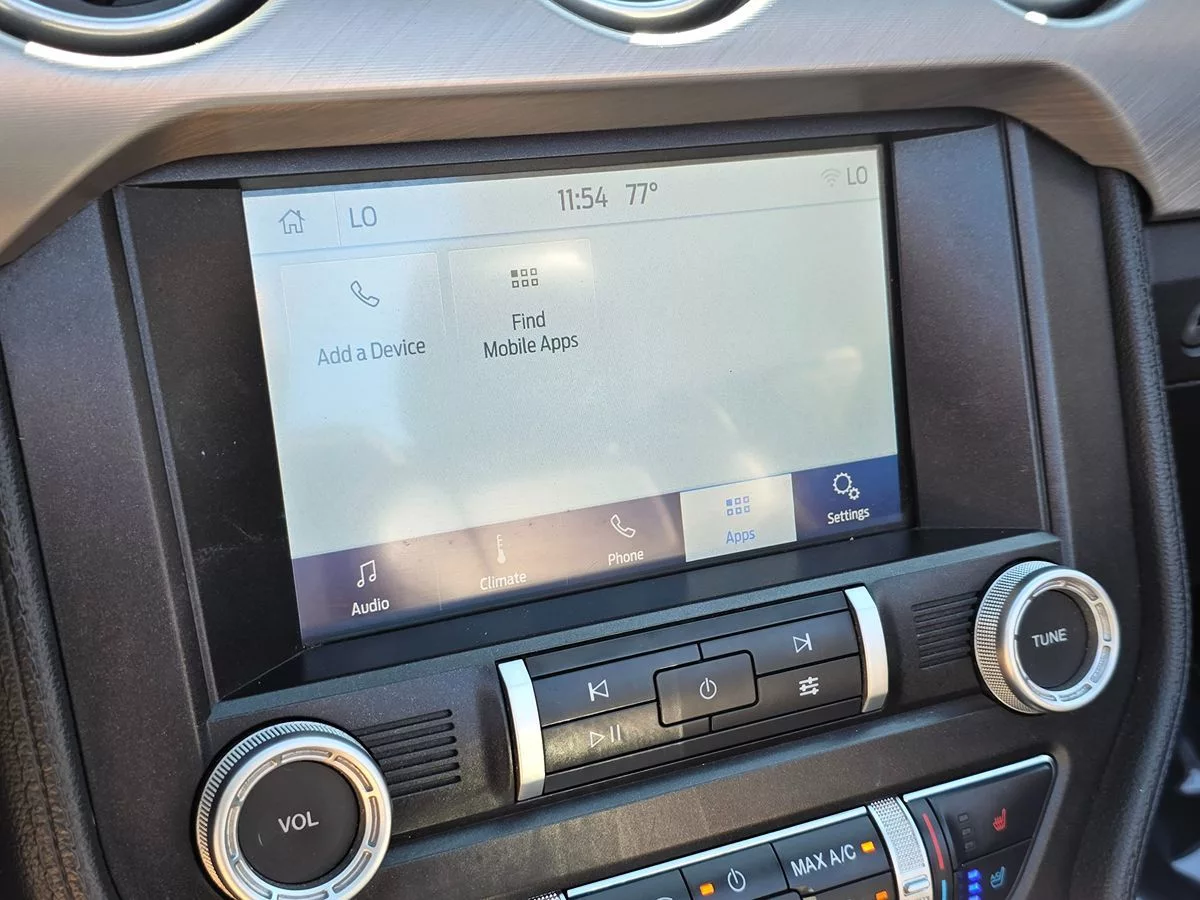 LO
11:54 77°
LO
Add a Device
Find
Mobile Apps
Audio
Climate
Phone
Apps
Settings
TUNE
VOL
MAX A/C